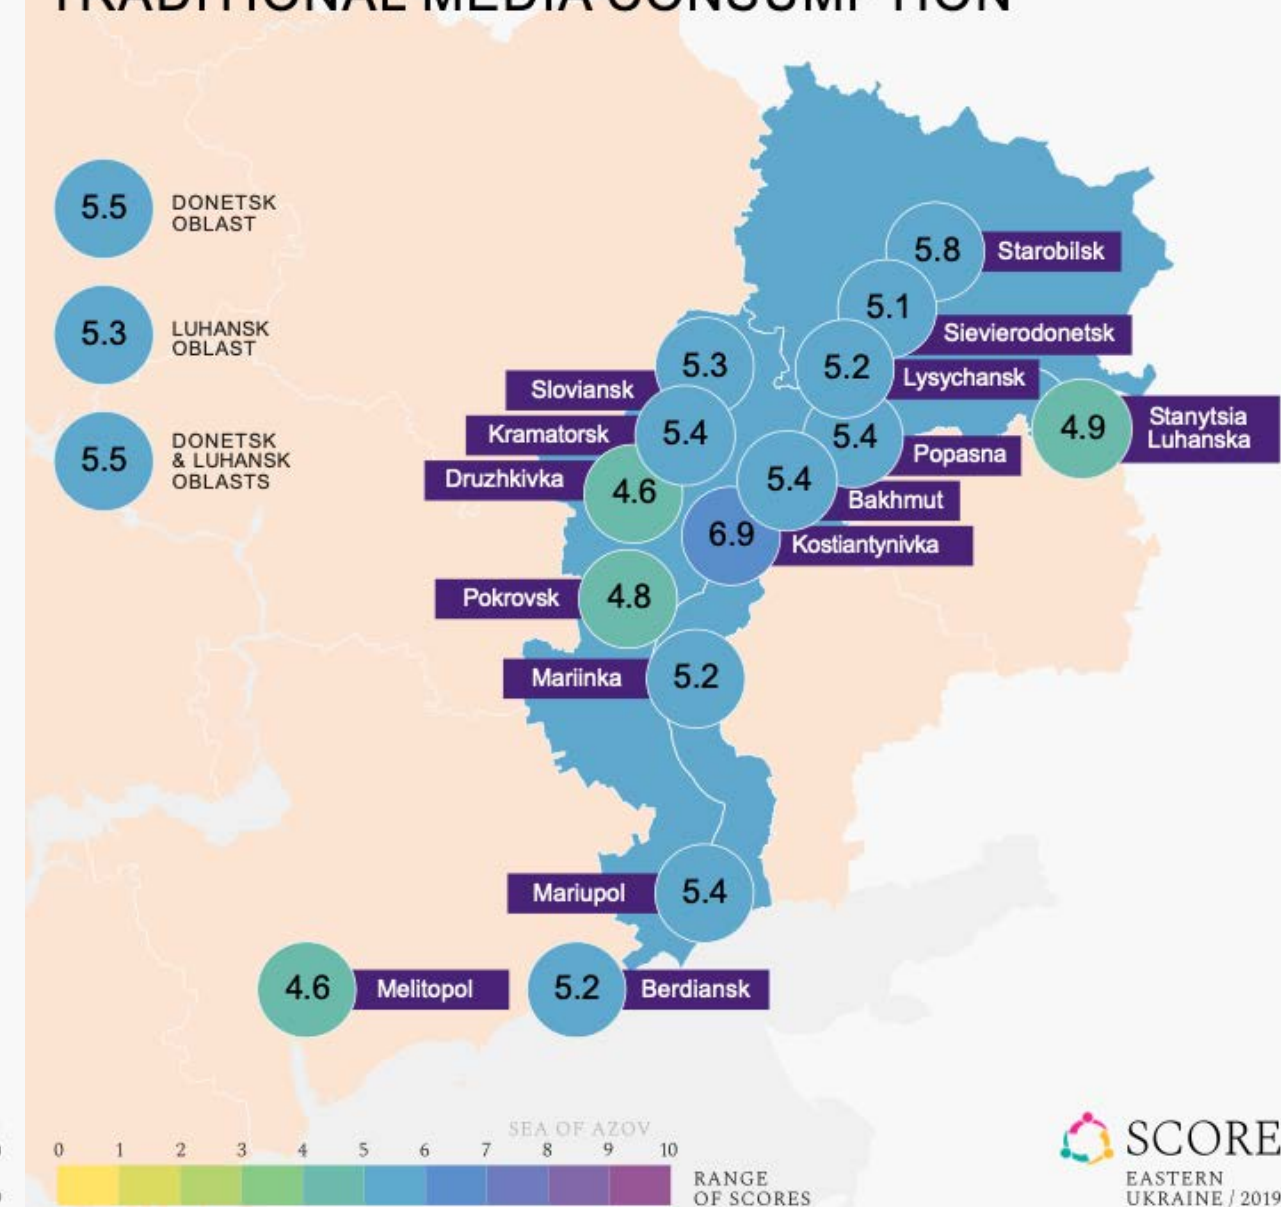 TRADITIONAL MEDIA CONSUMPTION
5.5
DONETSK
OBLAST
5.3
LUHANSK
OBLAST
5.5
DONETSK
& LUHANSK
OBLASTS
5.8
Starobilsk
5.1
Sievierodonetsk
5.2
Lysychansk
5.3
Sloviansk
5.4
Kramatorsk
5.4
Popasna
4.9
Stanytsia
Luhanska
4.6
Druzhkivka
5.4
Bakhmut
6.9
Kostiantynivka
4.8
Pokrovsk
5.2
Mariinka
5.4
Mariupol
4.6
Melitopol
5.2
Berdiansk
SEA OF AZOV
0 1 2 3 4 5 6 7 8 9 10
RANGE
OF SCORES
SCORE
EASTERN
UKRAINE / 2019